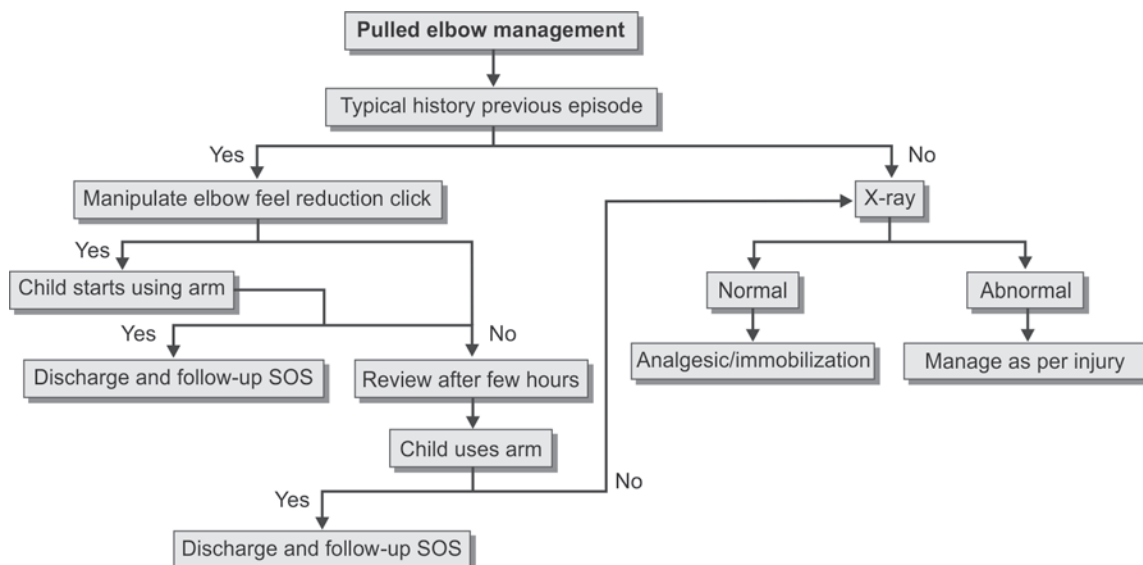 Pulled elbow management
Typical history previous episode
Yes
No
Manipulate elbow feel reduction click
X-ray
Yes
Child starts using arm
Normal
Abnormal
Yes
No
Discharge and follow-up SOS
Review after few hours
Analgesic/immobilization
Manage as per injury
Child uses arm
Yes
No
Discharge and follow-up SOS